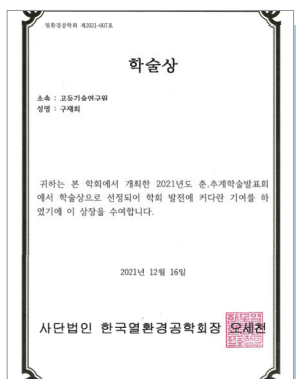 열환경공학회 제2021-007호
학술상
소속 : 고등기술연구원
성명 : 구재회
귀하는 본 학회에서 개최한 2021년도 춘,추계학술발표회
에서 학술상으로 선정되어 학회 발전에 커다란 기여를 하
였기에 이 상장을 수여합니다.
2021년 12월 16일
사단법인 한국열환경공학회장 오세천